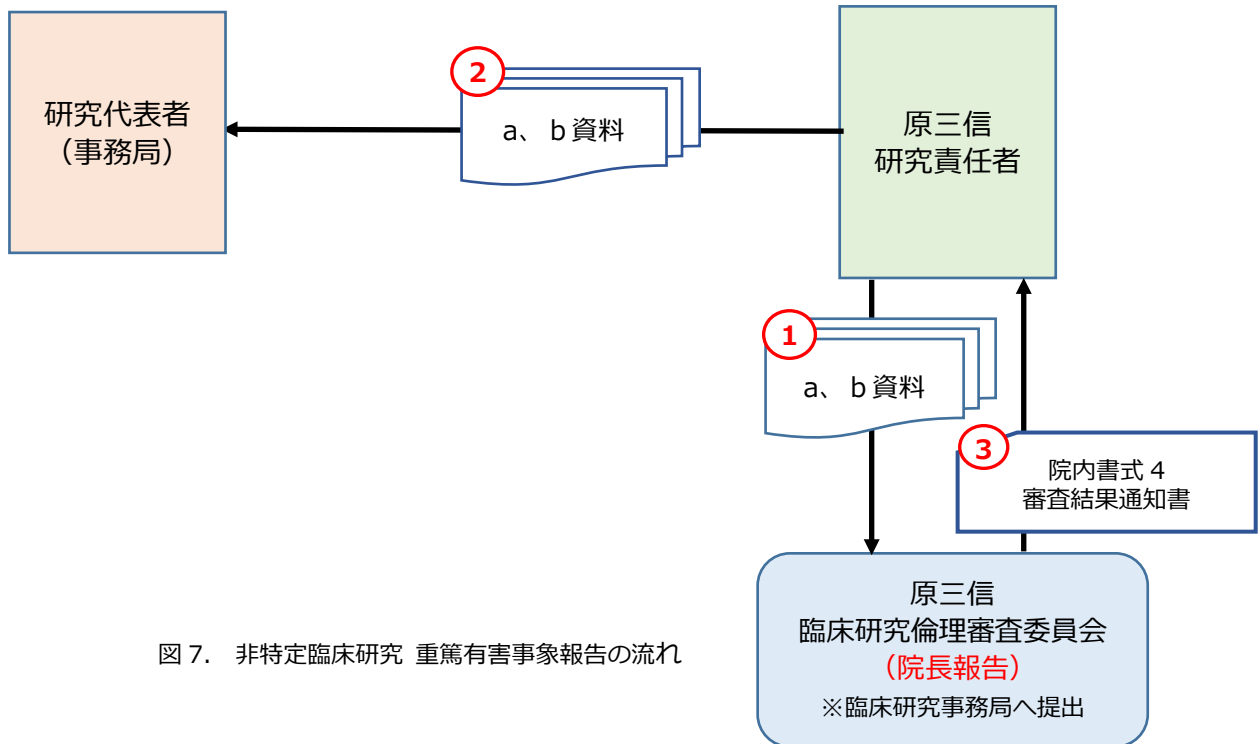 研究代表者
（事務局）
②
a、ｂ資料
原三信
研究責任者
①
a、ｂ資料
③
院内書式 4
審査結果通知書
原三信
臨床研究倫理審査委員会
（院長報告）
※臨床研究事務局へ提出
図 7.　非特定臨床研究 重篤有害事象報告の流れ